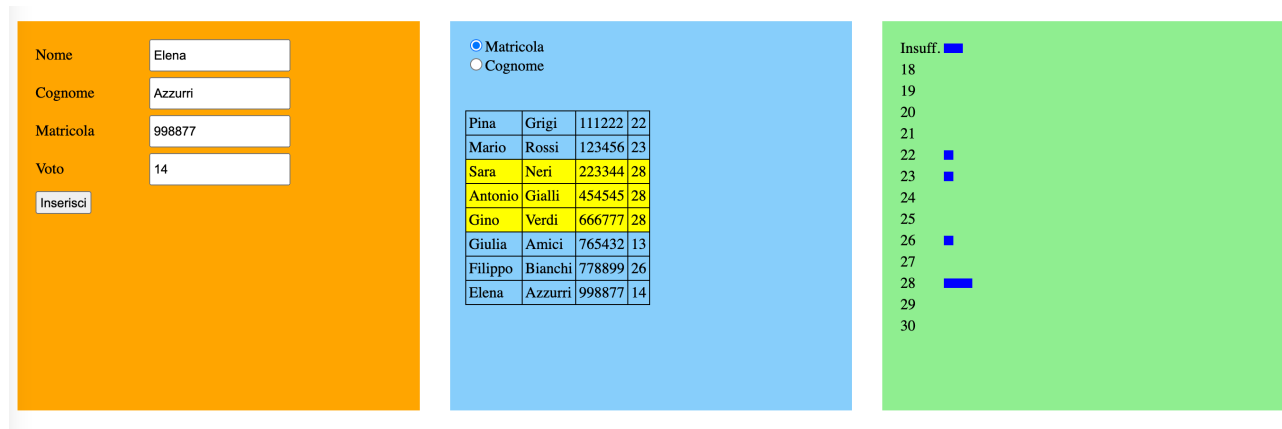 Nome Elena
Cognome Azzurri
Matricola 998877
Voto 14
Inserisci
Matricola
Cognome
Pina Grigi 111222 22
Mario Rossi 123456 23
Sara Neri 223344 28
Antonio Gialli 454545 28
Gino Verdi 666777 28
Giulia Amici 765432 13
Filippo Bianchi 778899 26
Elena Azzurri 998877 14
Insuff.
18
19
20
21
22
23
24
25
26
27
28
29
30